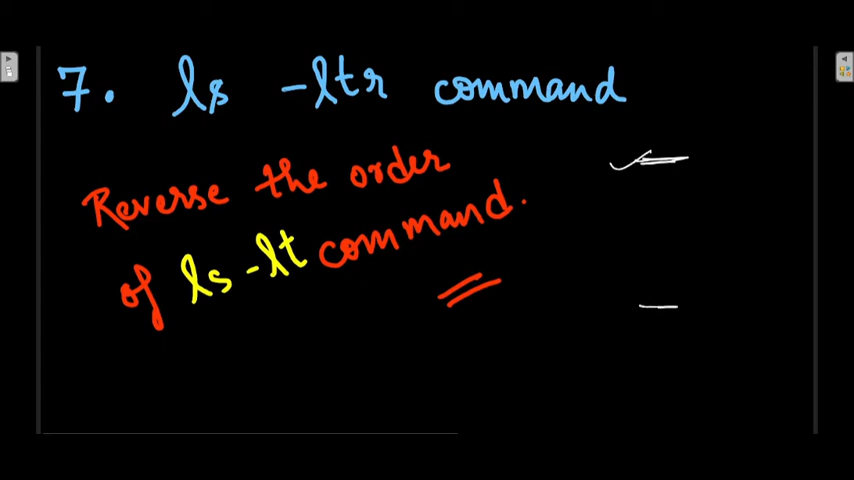 7. ls -ltr command
Reverse the order
of ls -lt command.